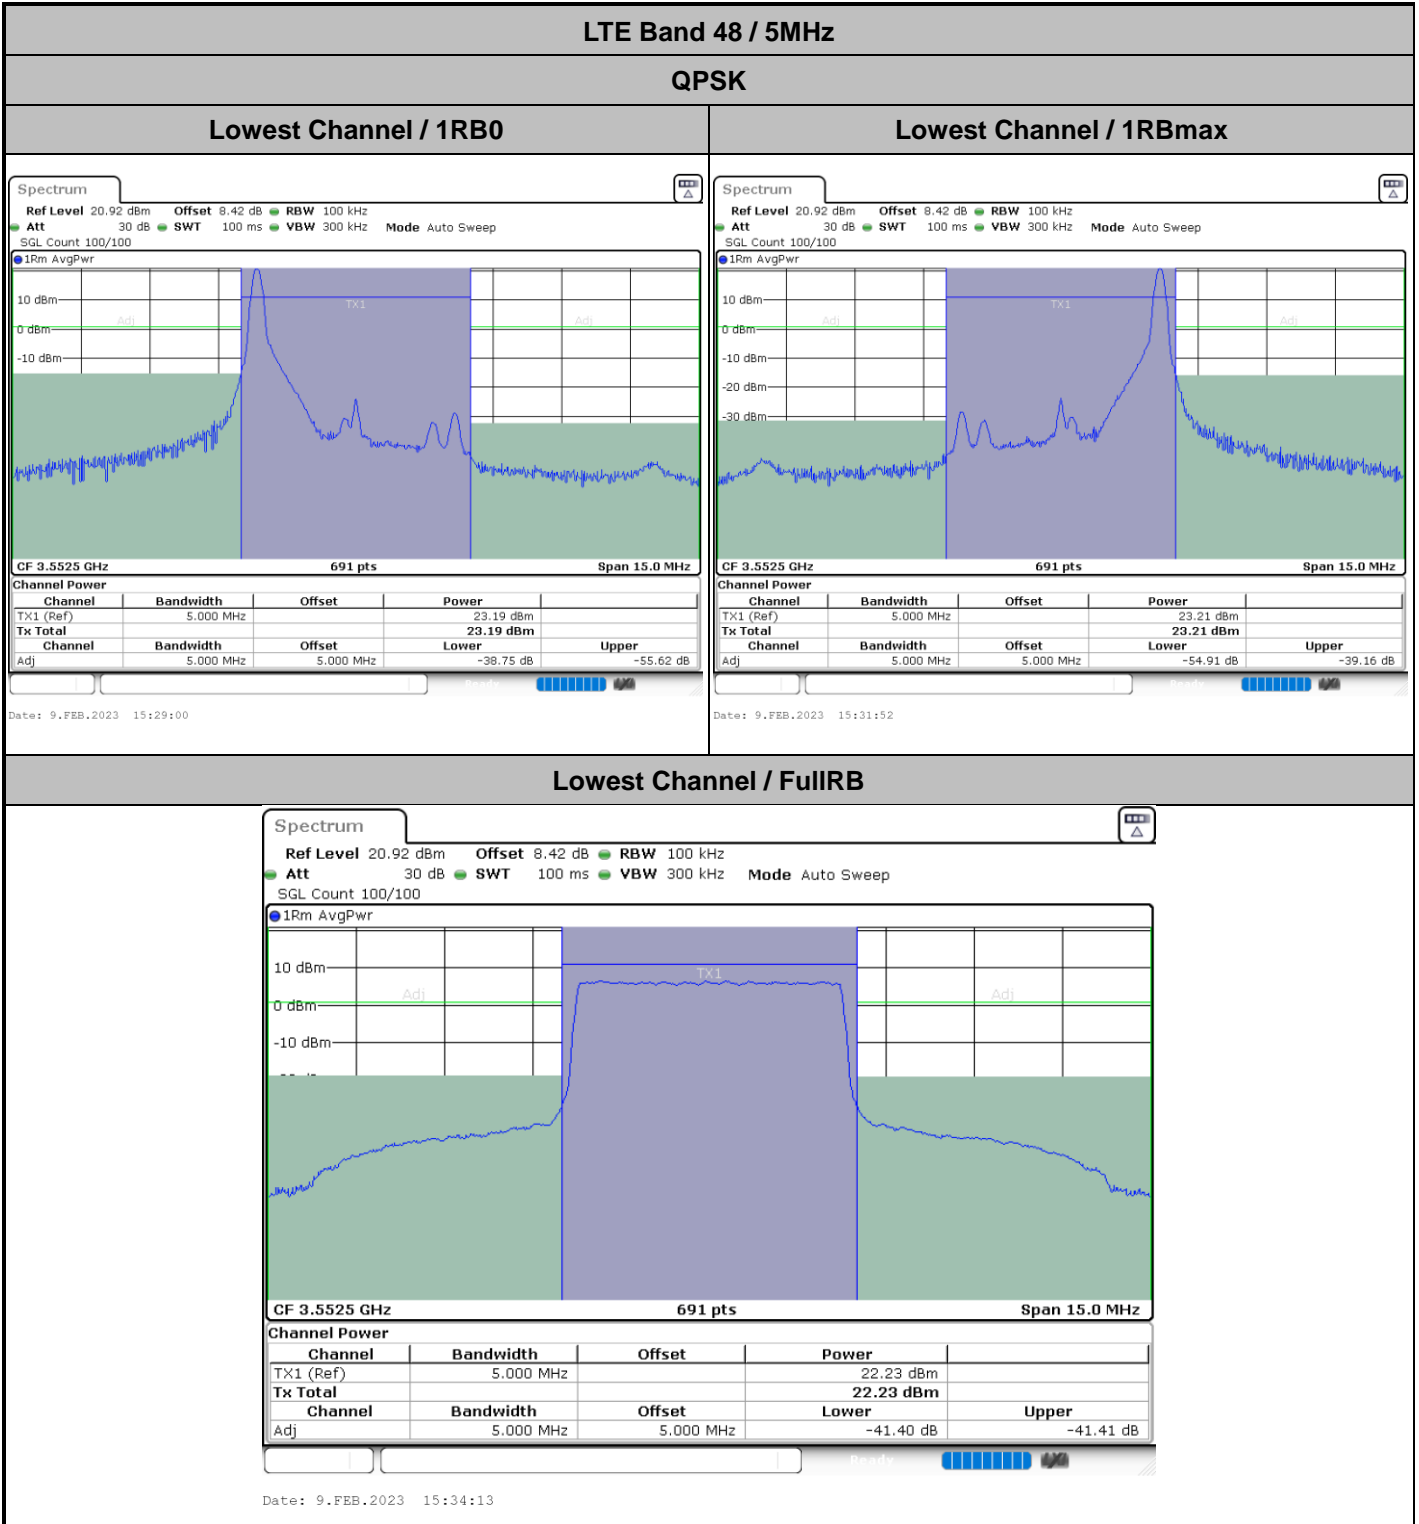 LTE Band 48 / 5MHz
QPSK
Lowest Channel / 1RB0
Lowest Channel / 1RBmax
Spectrum
Ref Level 20.92 dBm Offset 8.42 dB RBW 100 kHz
Att 30 dB SWT 100 ms VBW 300 kHz Mode Auto Sweep
SGL Count 100/100
1Rm AvgPwr
10 dBm
TX1
Adj
Adj
0 dBm
-10 dBm
CF 3.5525 GHz 691 pts Span 15.0 MHz
Channel Power
Channel Bandwidth Offset Power
TX1 (Ref) 5.000 MHz 23.19 dBm
Tx Total 23.19 dBm
Channel Bandwidth Offset Lower Upper
Adj 5.000 MHz 5.000 MHz -38.75 dB -55.62 dB
Date: 9.FEB.2023 15:29:00
Spectrum
Ref Level 20.92 dBm Offset 8.42 dB RBW 100 kHz
Att 30 dB SWT 100 ms VBW 300 kHz Mode Auto Sweep
SGL Count 100/100
1Rm AvgPwr
10 dBm
TX1
Adj
Adj
0 dBm
-10 dBm
-20 dBm
-30 dBm
CF 3.5525 GHz 691 pts Span 15.0 MHz
Channel Power
Channel Bandwidth Offset Power
TX1 (Ref) 5.000 MHz 23.21 dBm
Tx Total 23.21 dBm
Channel Bandwidth Offset Lower Upper
Adj 5.000 MHz 5.000 MHz -54.91 dB -39.16 dB
Ready
Date: 9.FEB.2023 15:31:52
Lowest Channel / FullRB
Spectrum
Ref Level 20.92 dBm Offset 8.42 dB RBW 100 kHz
Att 30 dB SWT 100 ms VBW 300 kHz Mode Auto Sweep
SGL Count 100/100
1Rm AvgPwr
10 dBm
TX1
Adj
Adj
0 dBm
-10 dBm
CF 3.5525 GHz 691 pts Span 15.0 MHz
Channel Power
Channel Bandwidth Offset Power
TX1 (Ref) 5.000 MHz 22.23 dBm
Tx Total 22.23 dBm
Channel Bandwidth Offset Lower Upper
Adj 5.000 MHz 5.000 MHz -41.40 dB -41.41 dB
Ready
Date: 9.FEB.2023 15:34:13